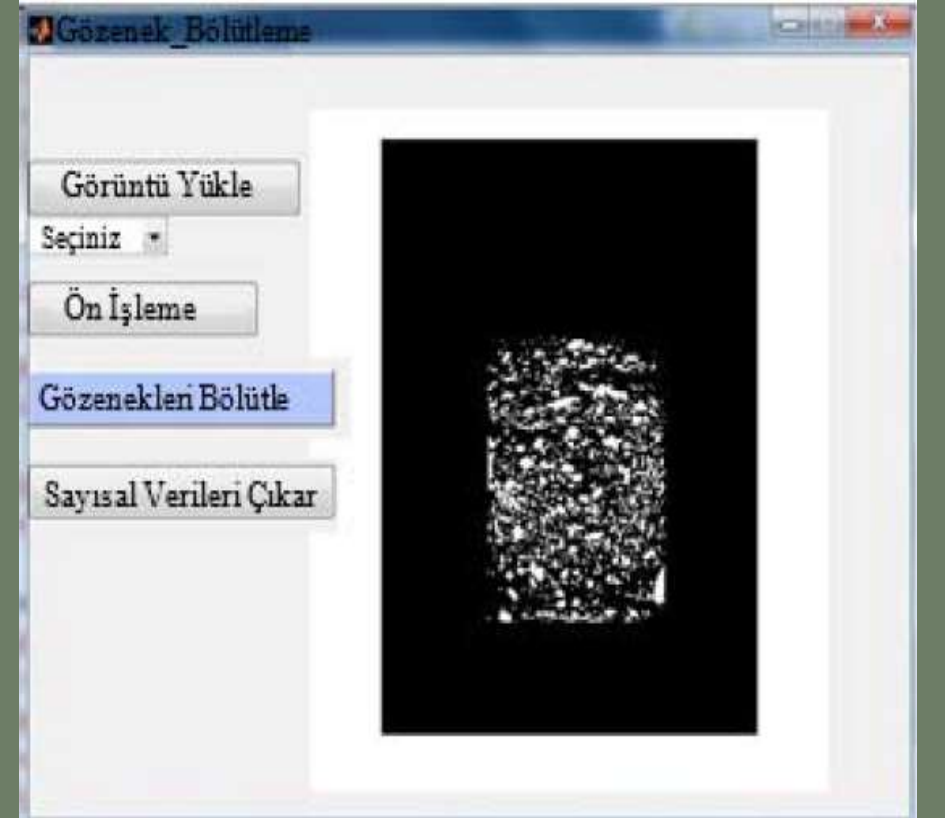 Gözenek_Bölütleme
Görüntü Yükle
Seçiniz
Ön İşleme
Gözenekleri Bölütle
Sayısal Verileri Çıkar